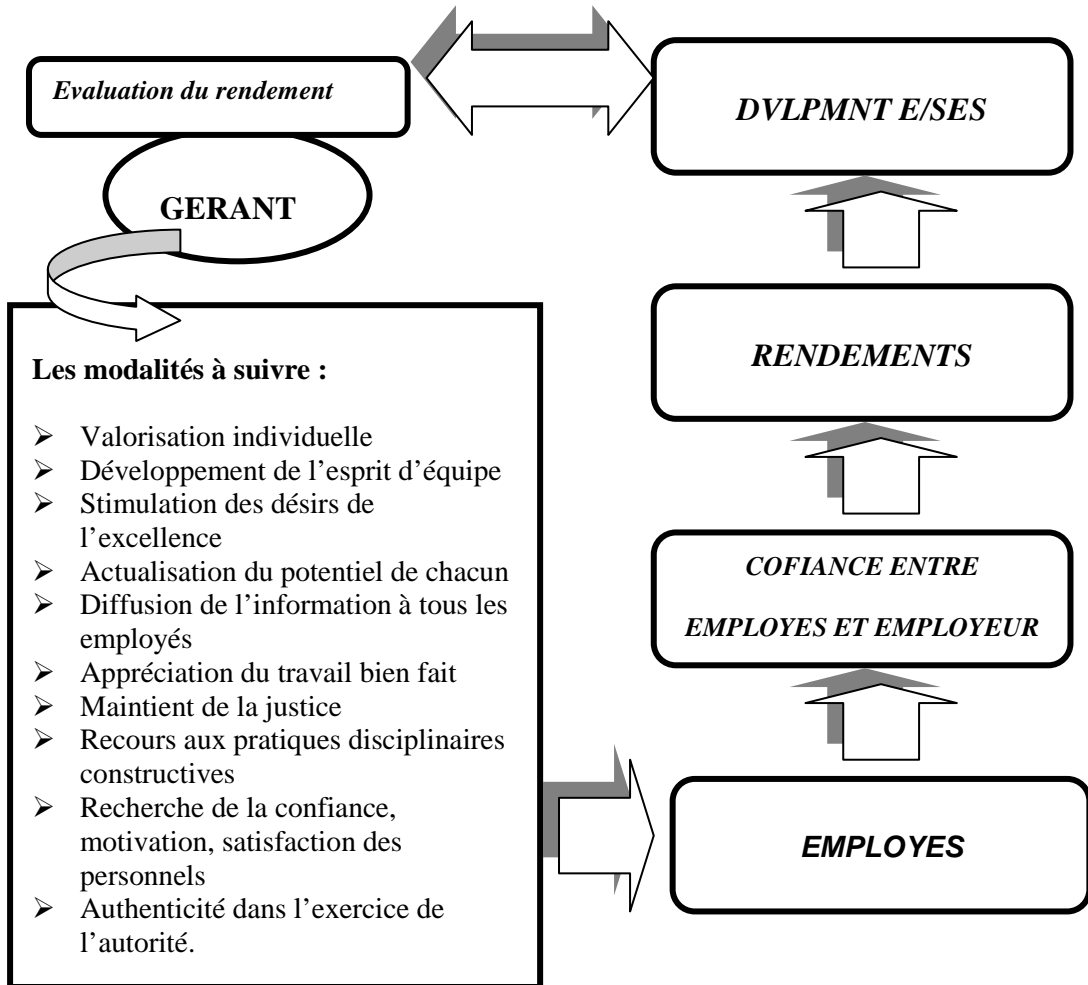 Evaluation du rendement
GERANT
Les modalités à suivre :
➢ Valorisation individuelle
➢ Développement de l’esprit d’équipe
➢ Stimulation des désirs de
l’excellence
➢ Actualisation du potentiel de chacun
➢ Diffusion de l’information à tous les
employés
➢ Appréciation du travail bien fait
➢ Maintient de la justice
➢ Recours aux pratiques disciplinaires
constructives
➢ Recherche de la confiance,
motivation, satisfaction des
personnels
➢ Authenticité dans l’exercice de
l’autorité.
DVLPMNT E/SES
RENDEMENTS
COFIANCE ENTRE
EMPLOYES ET EMPLOYEUR
EMPLOYES